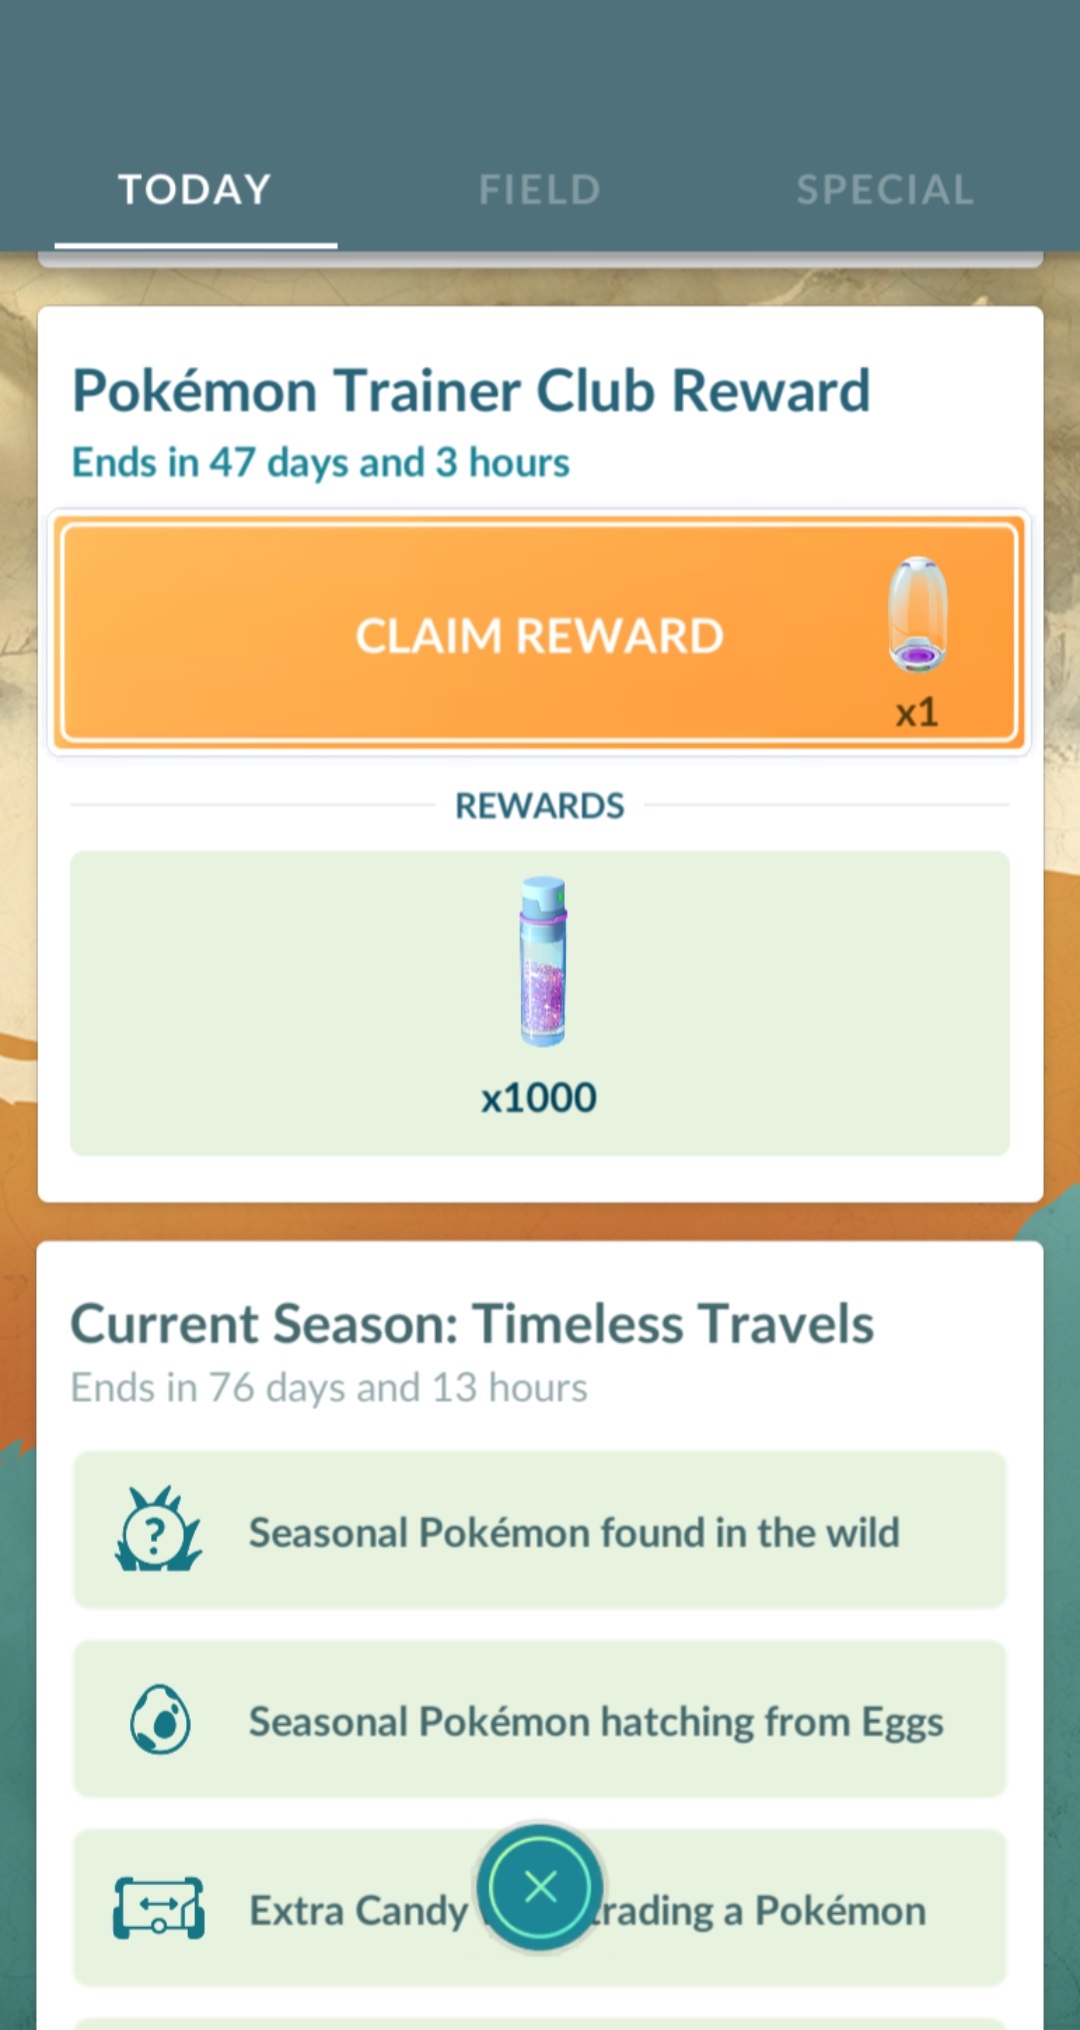 TODAY FIELD SPECIAL
Pokémon Trainer Club Reward
Ends in 47 days and 3 hours
CLAIM REWARD
x1
REWARDS
x1000
Current Season: Timeless Travels
Ends in 76 days and 13 hours
?
Seasonal Pokémon found in the wild
Seasonal Pokémon hatching from Eggs
Extra Candy trading a Pokémon